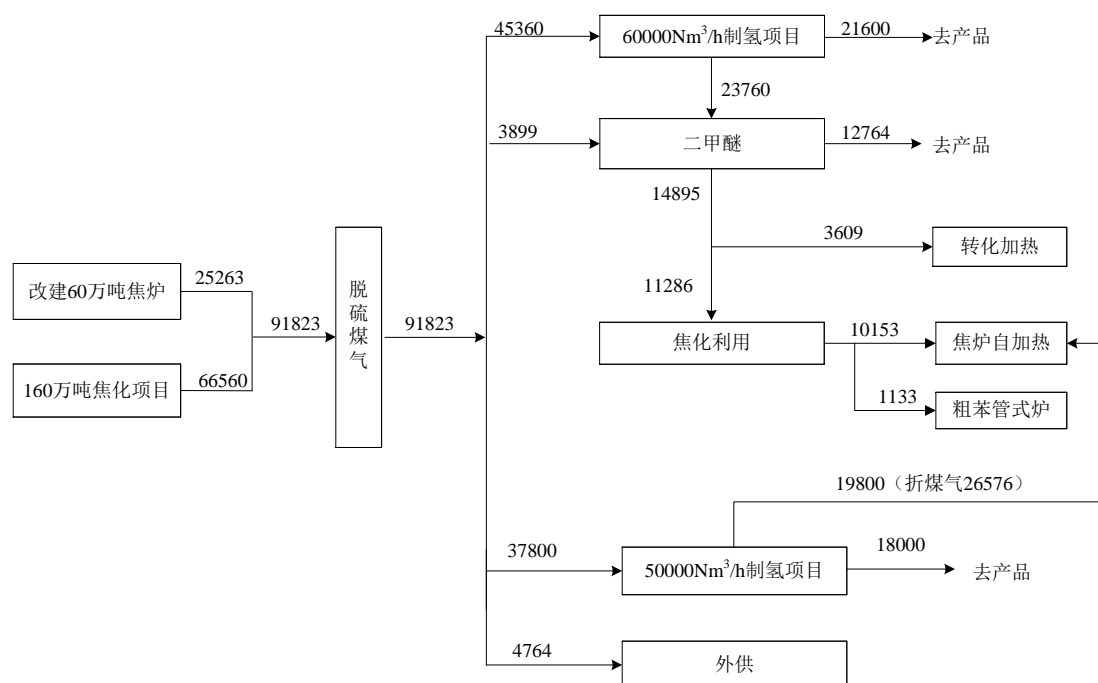 45360
60000Nm³/h制氢项目
21600
去产品
23760
3899
二甲醚
12764
去产品
14895
3609
转化加热
改建60万吨焦炉
25263
91823
脱硫煤气
91823
11286
焦化利用
10153
焦炉自加热
160万吨焦化项目
66560
1133
粗苯管式炉
19800（折煤气26576）
37800
50000Nm³/h制氢项目
18000
去产品
4764
外供